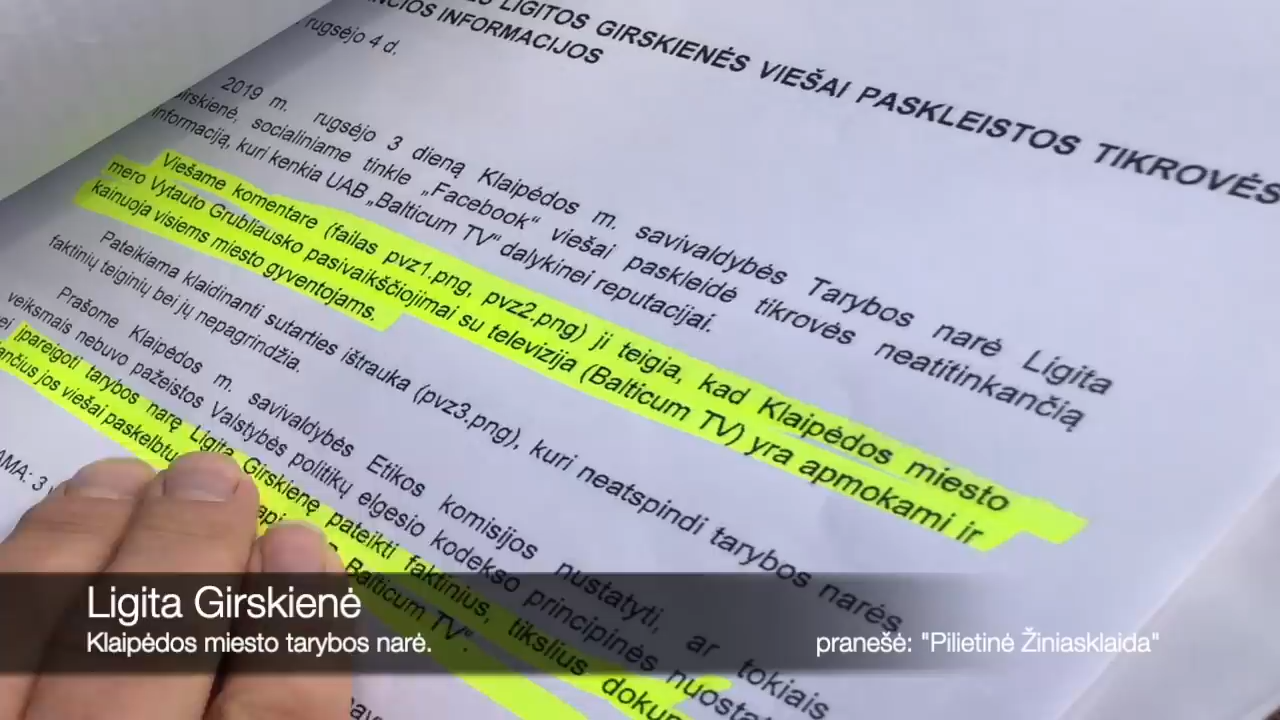 LIGITOS GIRSKIENĖS VIEŠAI PASKLEISTOS TIKROVĖS
INFORMACIJOS
rugsėjo 4 d.
2019 m. rugsėjo 3 dieną Klaipėdos m. savivaldybės Tarybos narė Ligita
Girskienė, socialiniame tinkle „Facebook“ viešai paskleidė tikrovės neatitinkančią
informaciją, kuri kenkia UAB „Balticum TV“ dalykinei reputacijai.
Viešame komentare (failas pvz1.png, pvz2.png) ji teigia, kad Klaipėdos miesto
mero Vytauto Grubliausko pasivaikščiojimai su televizija (Balticum TV) yra apmokami ir
kainuoja visiems miesto gyventojams.
Pateikiama klaidinanti sutarties ištrauka (pvz3.png), kuri neatspindi tarybos narės
faktinių teiginių bei jų nepagrindžia.
Prašome Klaipėdos m. savivaldybės Etikos komisijos nustatyti, ar tokiais
veiksmais nebuvo pažeistos Valstybės politikų elgesio kodekso principinės
įpareigoti tarybos narę Ligitą Girskienę pateikti faktinius, tikslius
jos viešai
Balticum TV“.
Ligita Girskienė
Klaipėdos miesto tarybos narė.
pranešė: "Pilietinė Žiniasklaida"